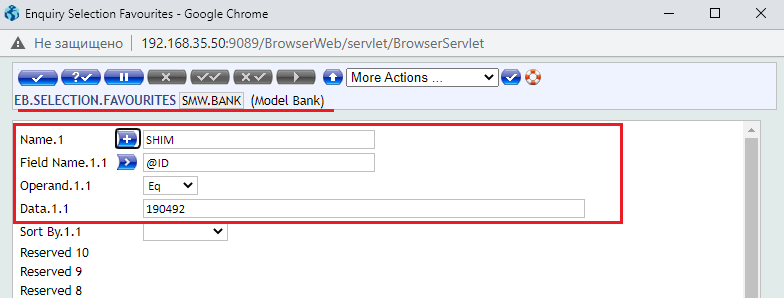 Enquiry Selection Favourites - Google Chrome
Не защищено 192.168.35.50:9089/BrowserWeb/servlet/BrowserServlet
More Actions ...
EB.SELECTION.FAVOURITES SMW.BANK (Model Bank)
Name.1 SHIM
Field Name.1.1 @ID
Operand.1.1 Eq
Data.1.1 190492
Sort By.1.1
Reserved 10
Reserved 9
Reserved 8